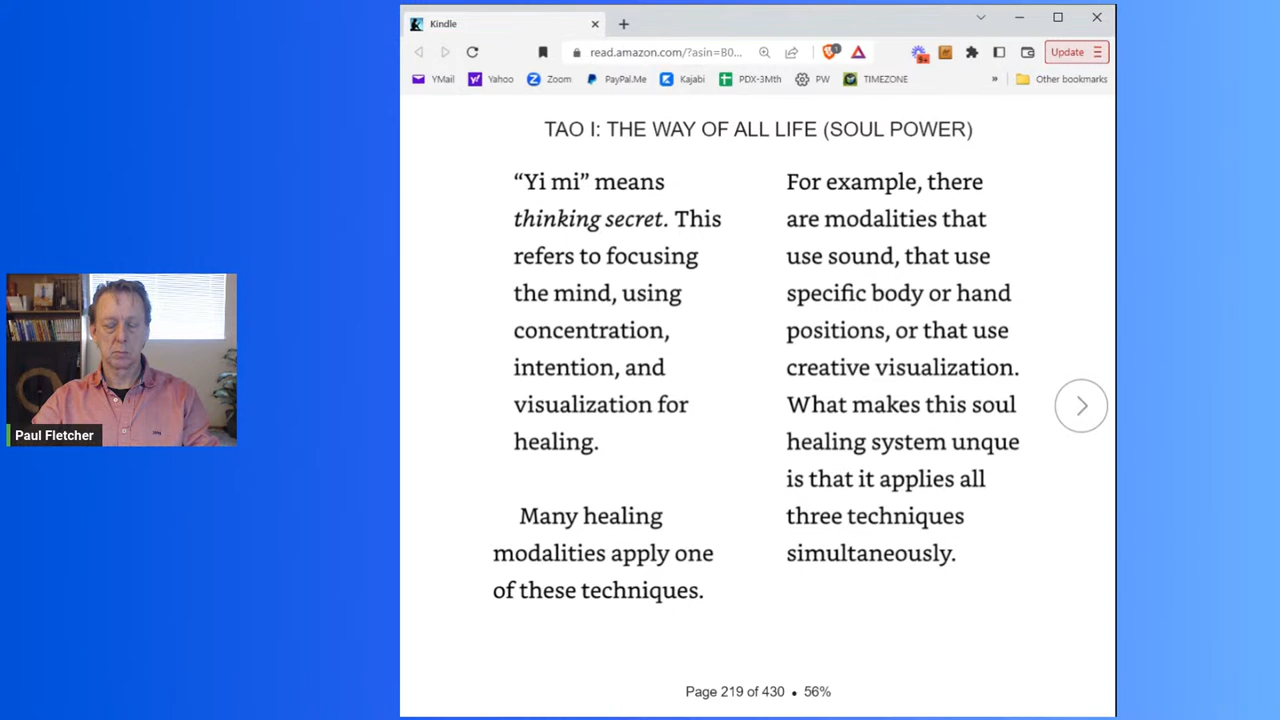 Kindle
read.amazon.com/?asin=B0...
1
9+
Update
YMail
Yahoo
Zoom
PayPal.Me
Kajabi
PDX-3Mth
PW
TIMEZONE
»
Other bookmarks
TAO I: THE WAY OF ALL LIFE (SOUL POWER)
“Yi mi” means
thinking secret. This
refers to focusing
the mind, using
concentration,
intention, and
visualization for
healing.
Many healing
modalities apply one
of these techniques.
For example, there
are modalities that
use sound, that use
specific body or hand
positions, or that use
creative visualization.
What makes this soul
healing system unque
is that it applies all
three techniques
simultaneously.
Page 219 of 430 • 56%
Paul Fletcher